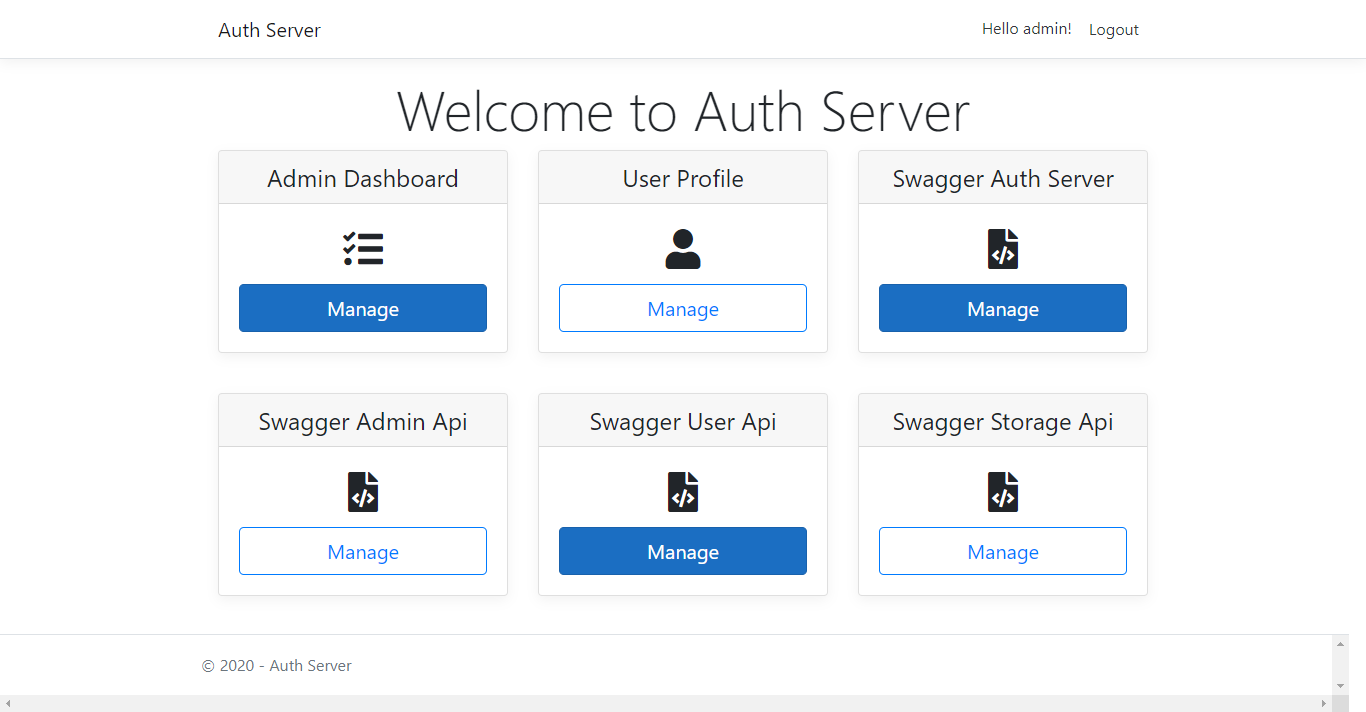 Auth Server
Hello admin! Logout
Welcome to Auth Server
Admin Dashboard
Manage
User Profile
Manage
Swagger Auth Server
Manage
Swagger Admin Api
Manage
Swagger User Api
Manage
Swagger Storage Api
Manage
© 2020 - Auth Server